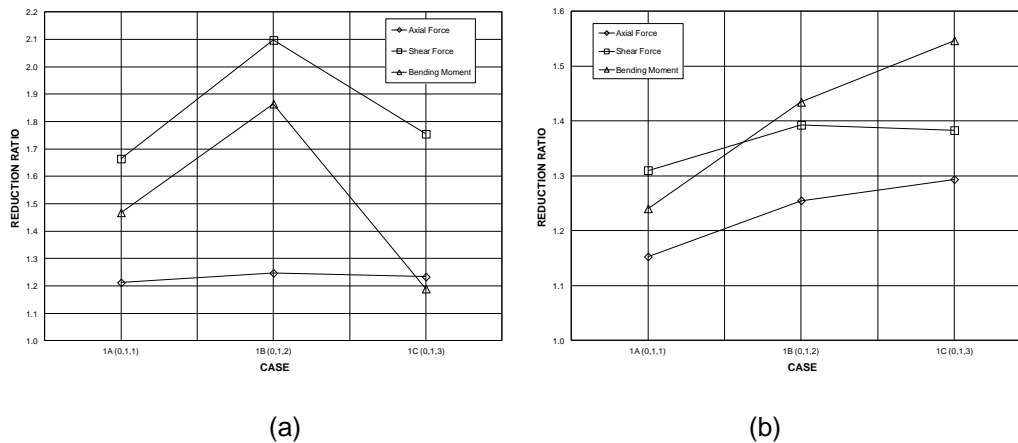 2.2
2.1
2.0
1.9
1.8
1.7
1.6
1.5
1.4
1.3
1.2
1.1
1.0
REDUCTION RATIO
Axial Force
Shear Force
Bending Moment
1A (0,1,1)
1B (0,1,2)
1C (0,1,3)
CASE
(a)
1.6
1.5
1.4
1.3
1.2
1.1
1.0
REDUCTION RATIO
Axial Force
Shear Force
Bending Moment
1A (0,1,1)
1B (0,1,2)
1C (0,1,3)
CASE
(b)